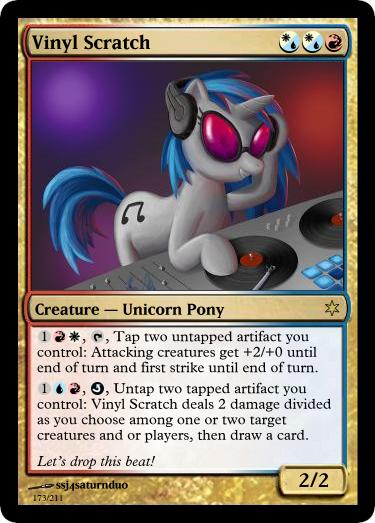 Vinyl Scratch
Creature — Unicorn Pony
1 , , Tap two untapped artifact you
control: Attacking creatures get +2/+0 until
end of turn and first strike until end of turn.
1 , , Untap two tapped artifact you
control: Vinyl Scratch deals 2 damage divided
as you choose among one or two target
creatures and or players, then draw a card.
Let's drop this beat!
ssj4saturnduo
173/211
2/2